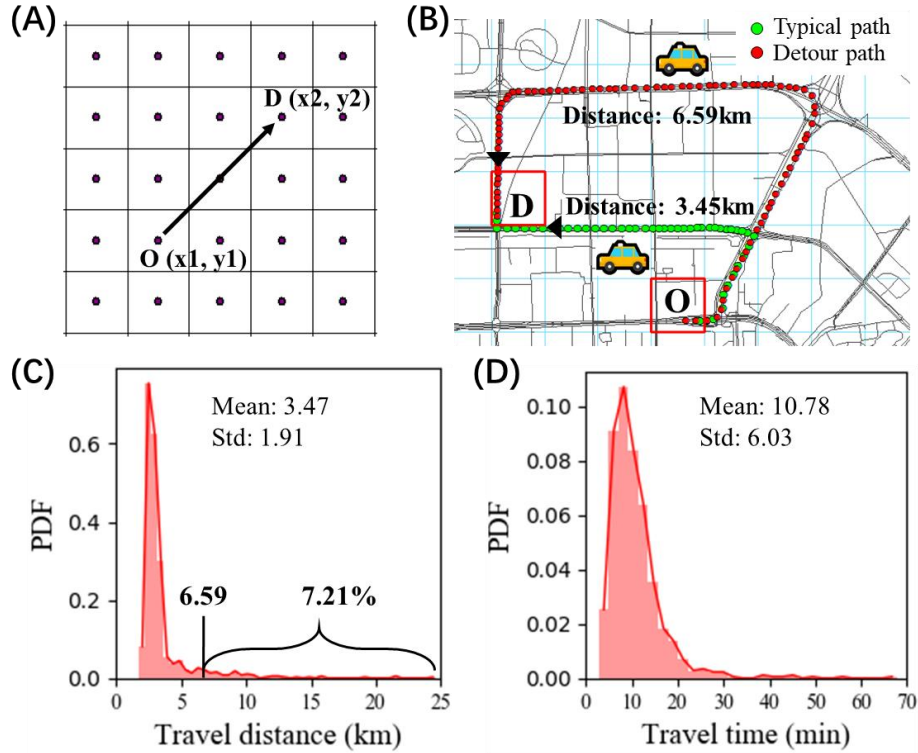 (A)
D (x2, y2)
O (x1, y1)
(B)
Typical path
Detour path
Distance: 6.59km
D
Distance: 3.45km
O
(C)
Mean: 3.47
Std: 1.91
PDF
0.6
0.4
0.2
0.0
6.59
7.21%
0
5
10
15
20
25
Travel distance (km)
(D)
Mean: 10.78
Std: 6.03
PDF
0.10
0.08
0.06
0.04
0.02
0.00
0
10
20
30
40
50
60
70
Travel time (min)